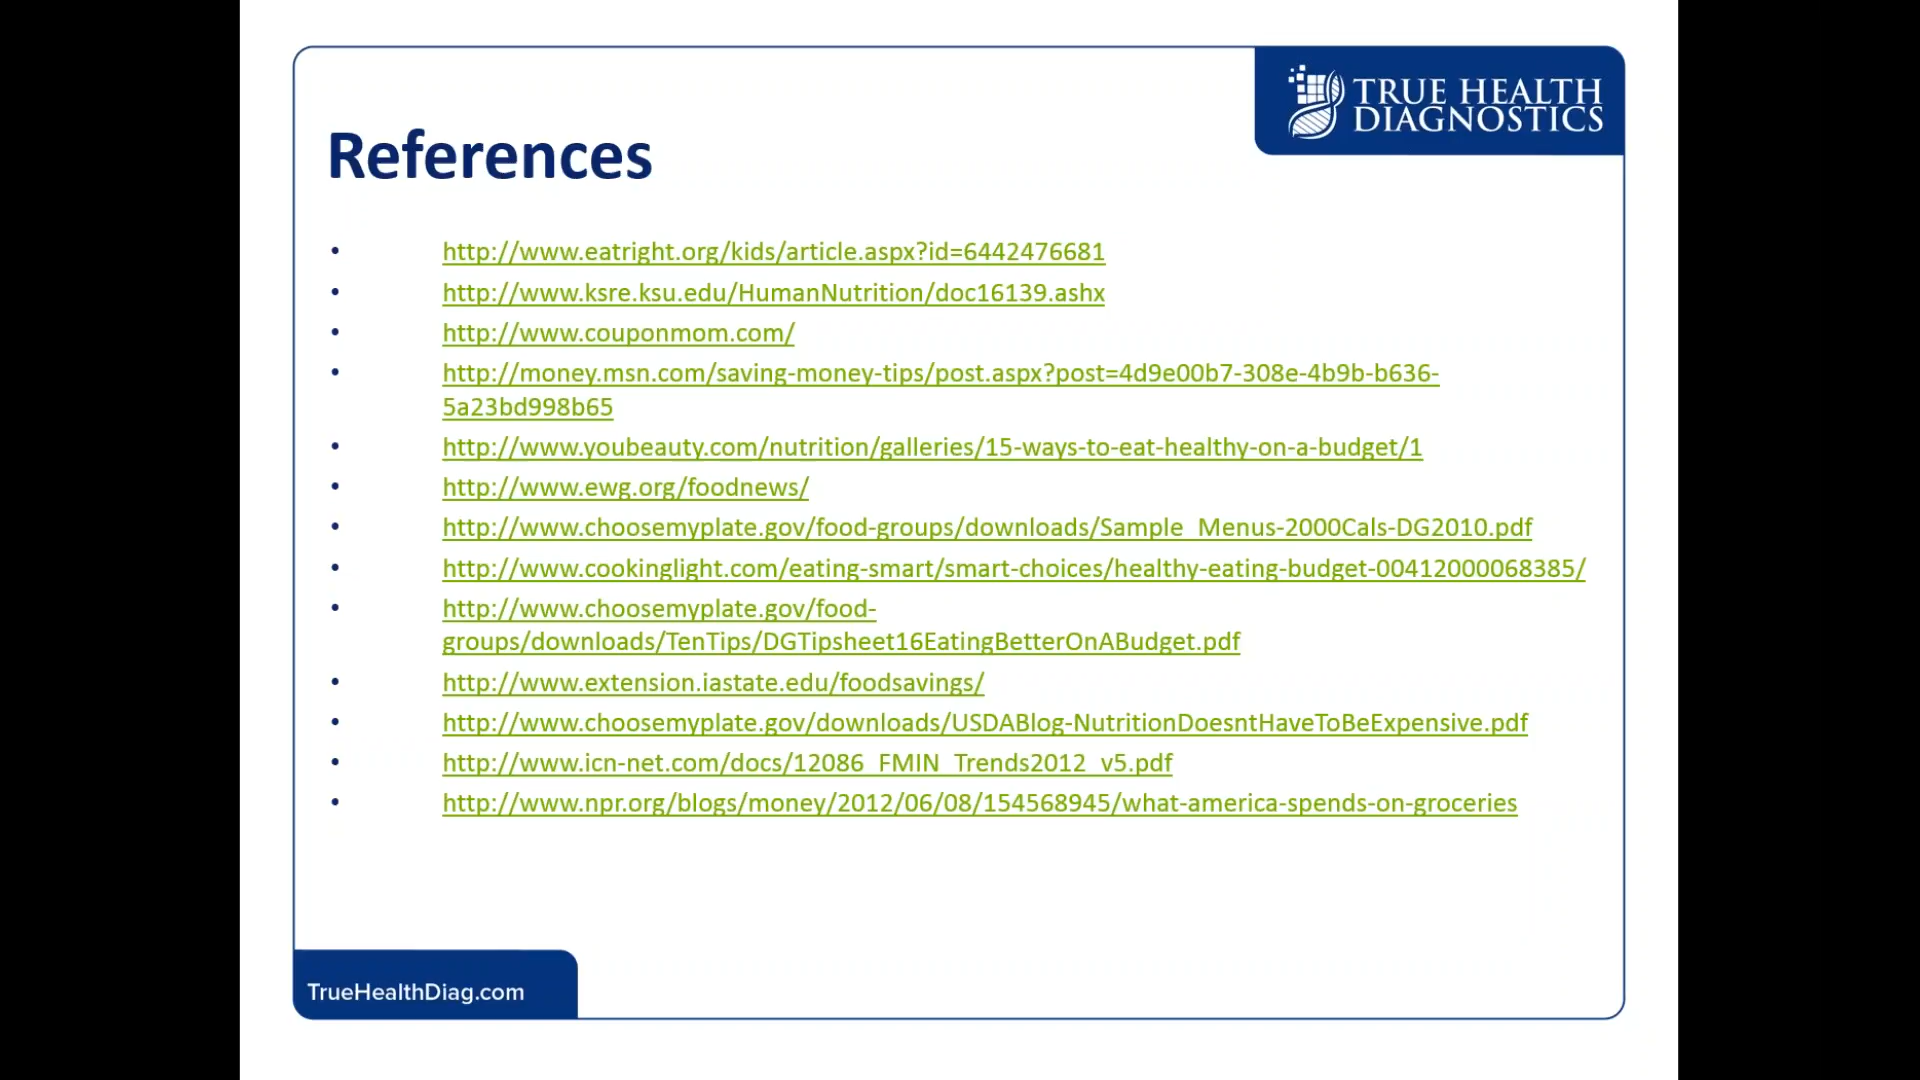 TRUE HEALTH
DIAGNOSTICS
References
• http://www.eatright.org/kids/article.aspx?id=6442476681
• http://www.ksre.ksu.edu/HumanNutrition/doc16139.ashx
• http://www.couponmom.com/
• http://money.msn.com/saving-money-tips/post.aspx?post=4d9e00b7-308e-4b9b-b636-
5a23bd998b65
• http://www.youbeauty.com/nutrition/galleries/15-ways-to-eat-healthy-on-a-budget/1
• http://www.ewg.org/foodnews/
• http://www.choosemyplate.gov/food-groups/downloads/Sample_Menus-2000Cals-DG2010.pdf
• http://www.cookinglight.com/eating-smart/smart-choices/healthy-eating-budget-00412000068385/
• http://www.choosemyplate.gov/food-
groups/downloads/TenTips/DGTipsheet16EatingBetterOnABudget.pdf
• http://www.extension.iastate.edu/foodsavings/
• http://www.choosemyplate.gov/downloads/USDABlog-NutritionDoesntHaveToBeExpensive.pdf
• http://www.icn-net.com/docs/12086_FMIN_Trends2012_v5.pdf
• http://www.npr.org/blogs/money/2012/06/08/154568945/what-america-spends-on-groceries
TrueHealthDiag.com